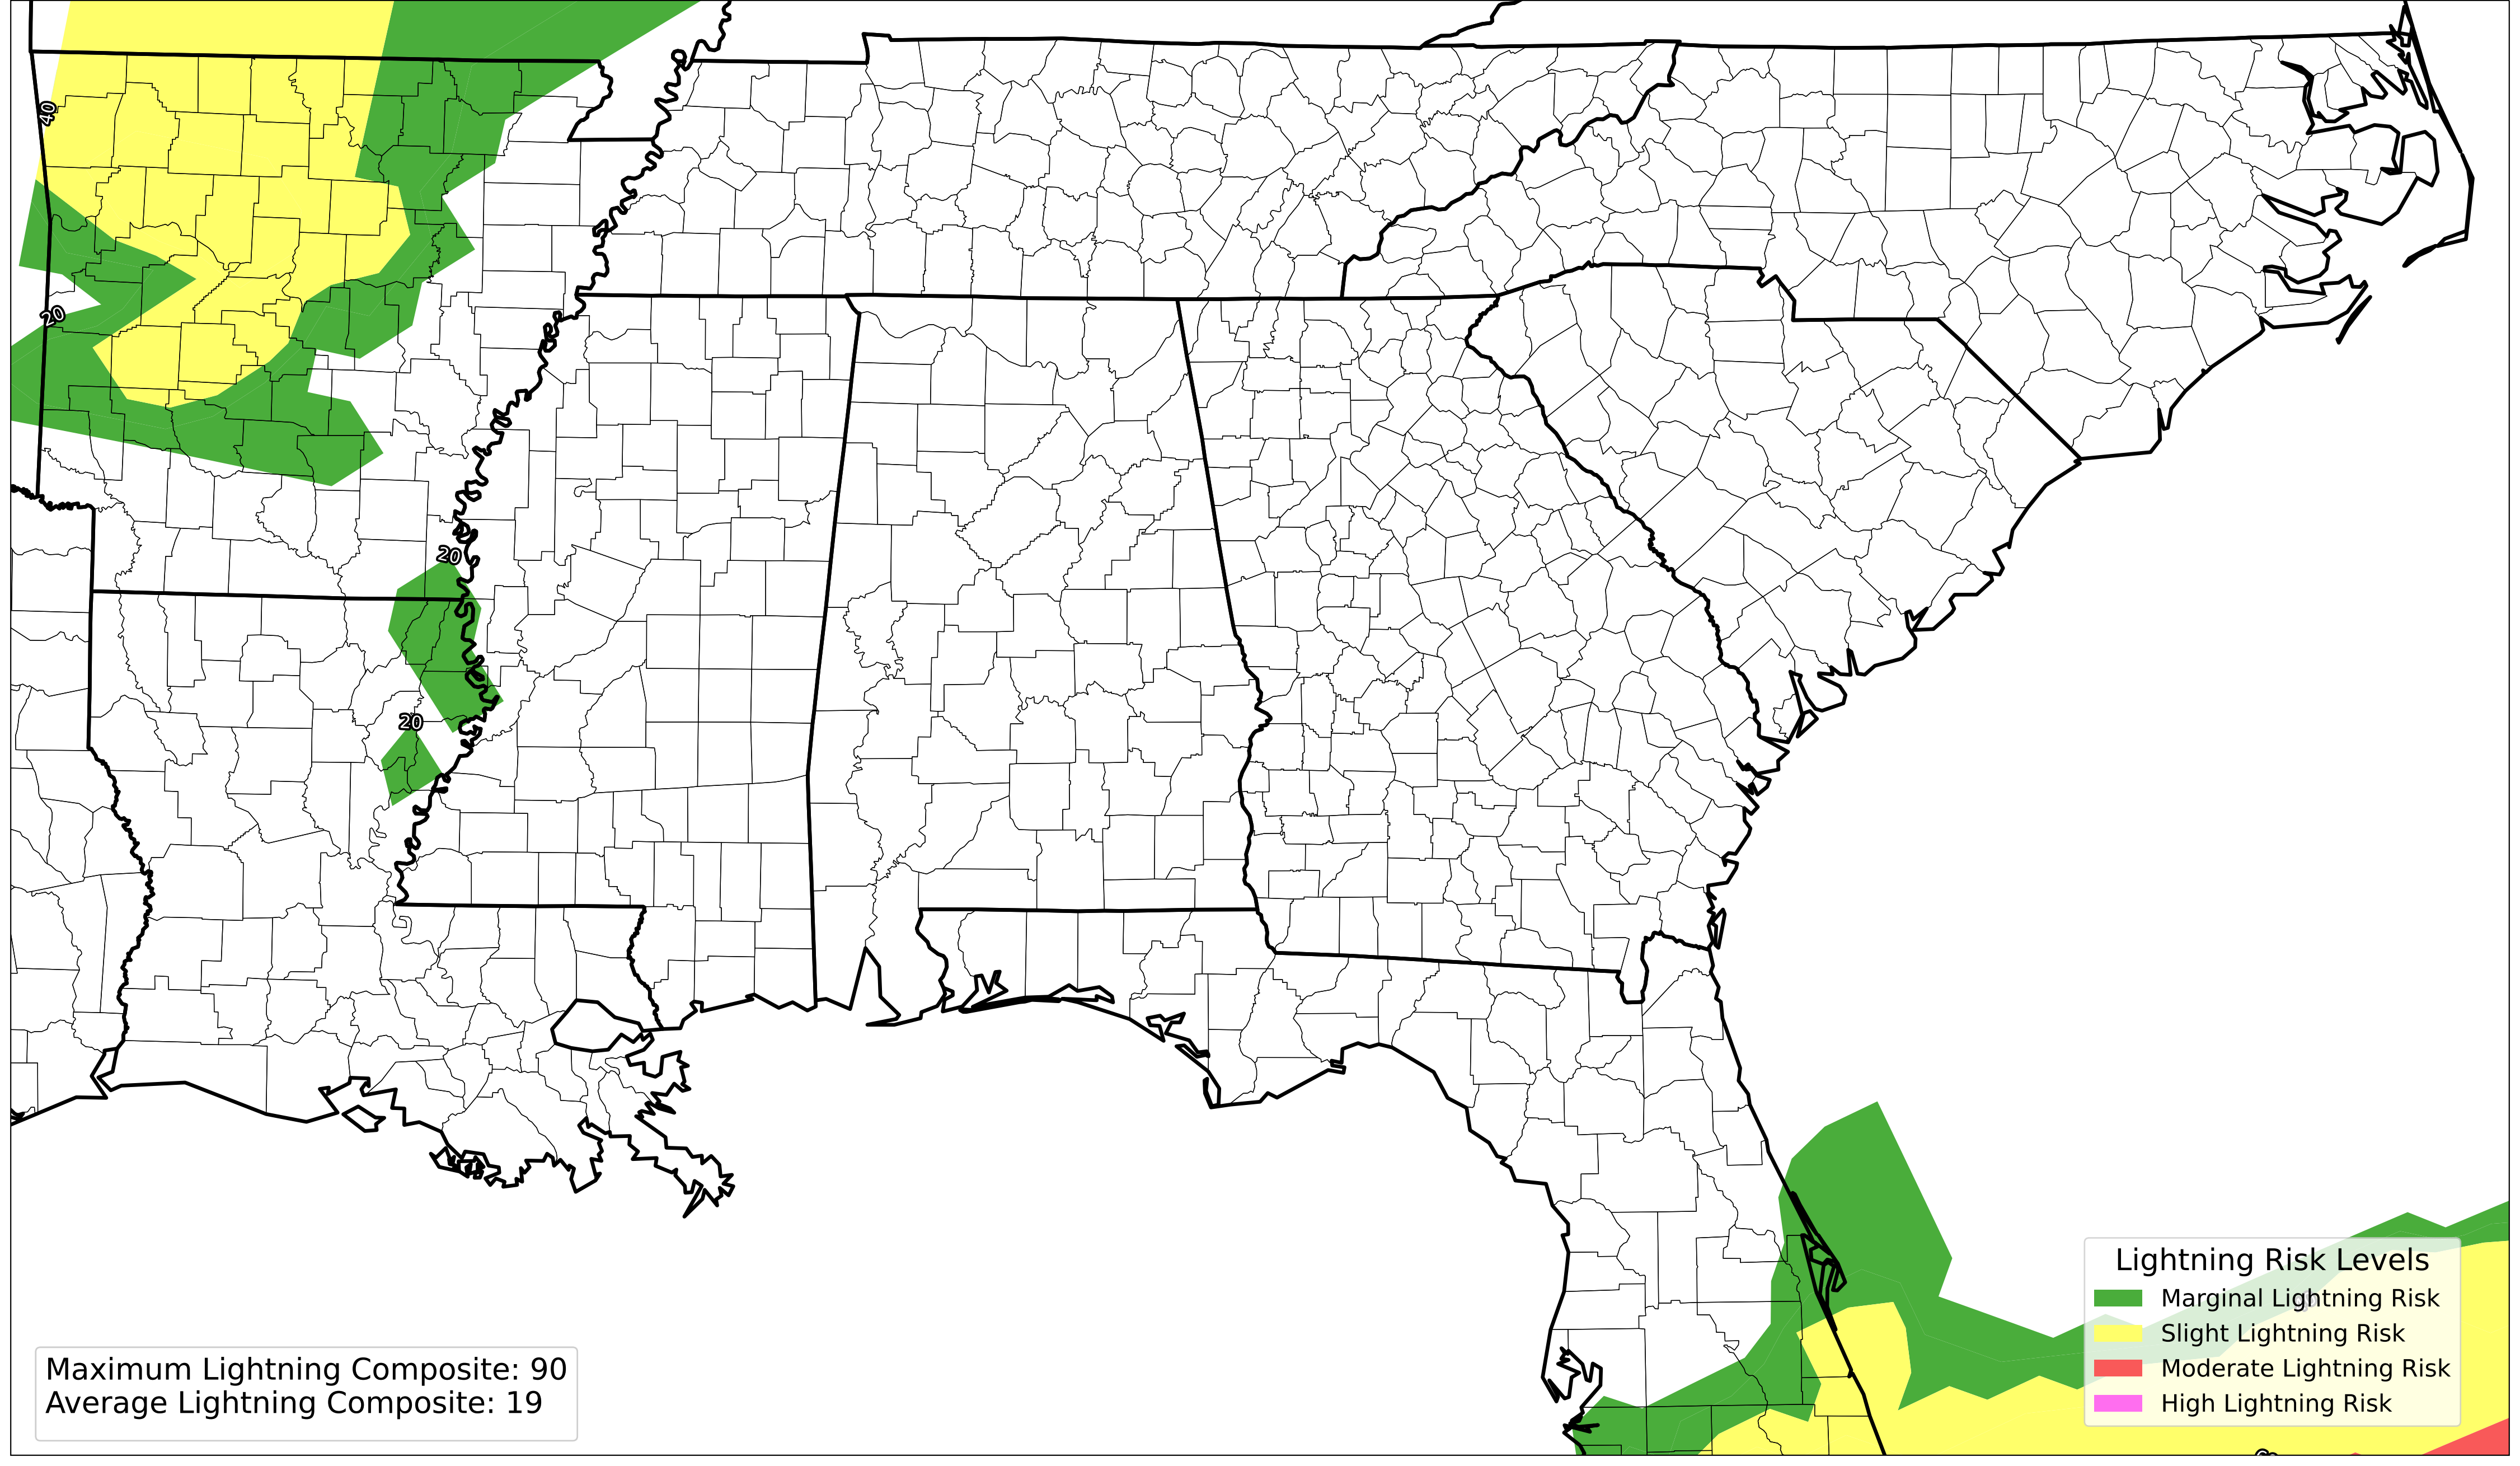 40
20
20
20
Lightning Risk Levels
Marginal Lightning Risk
Slight Lightning Risk
Moderate Lightning Risk
High Lightning Risk
Maximum Lightning Composite: 90
Average Lightning Composite: 19